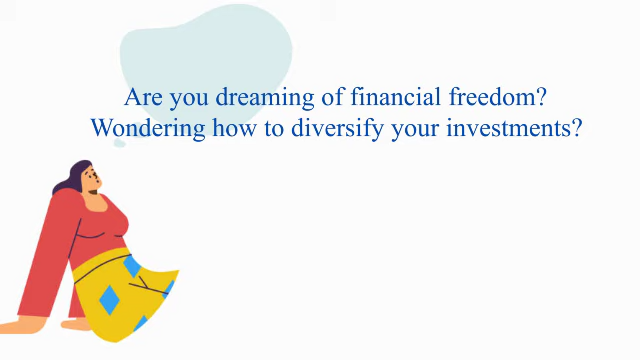 Are you dreaming of financial freedom?
Wondering how to diversify your investments?